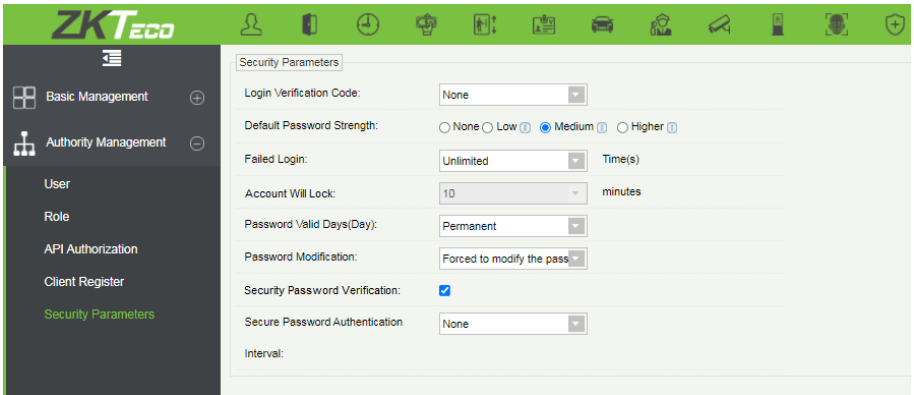 ZKTECO
Security Parameters
Basic Management
Login Verification Code: None
Default Password Strength: None Low Medium Higher
Authority Management
Failed Login: Unlimited Time(s)
User
Account Will Lock: 10 minutes
Role
Password Valid Days(Day): Permanent
API Authorization
Password Modification: Forced to modify the pass
Client Register
Security Password Verification:
Security Parameters
Secure Password Authentication None
Interval: